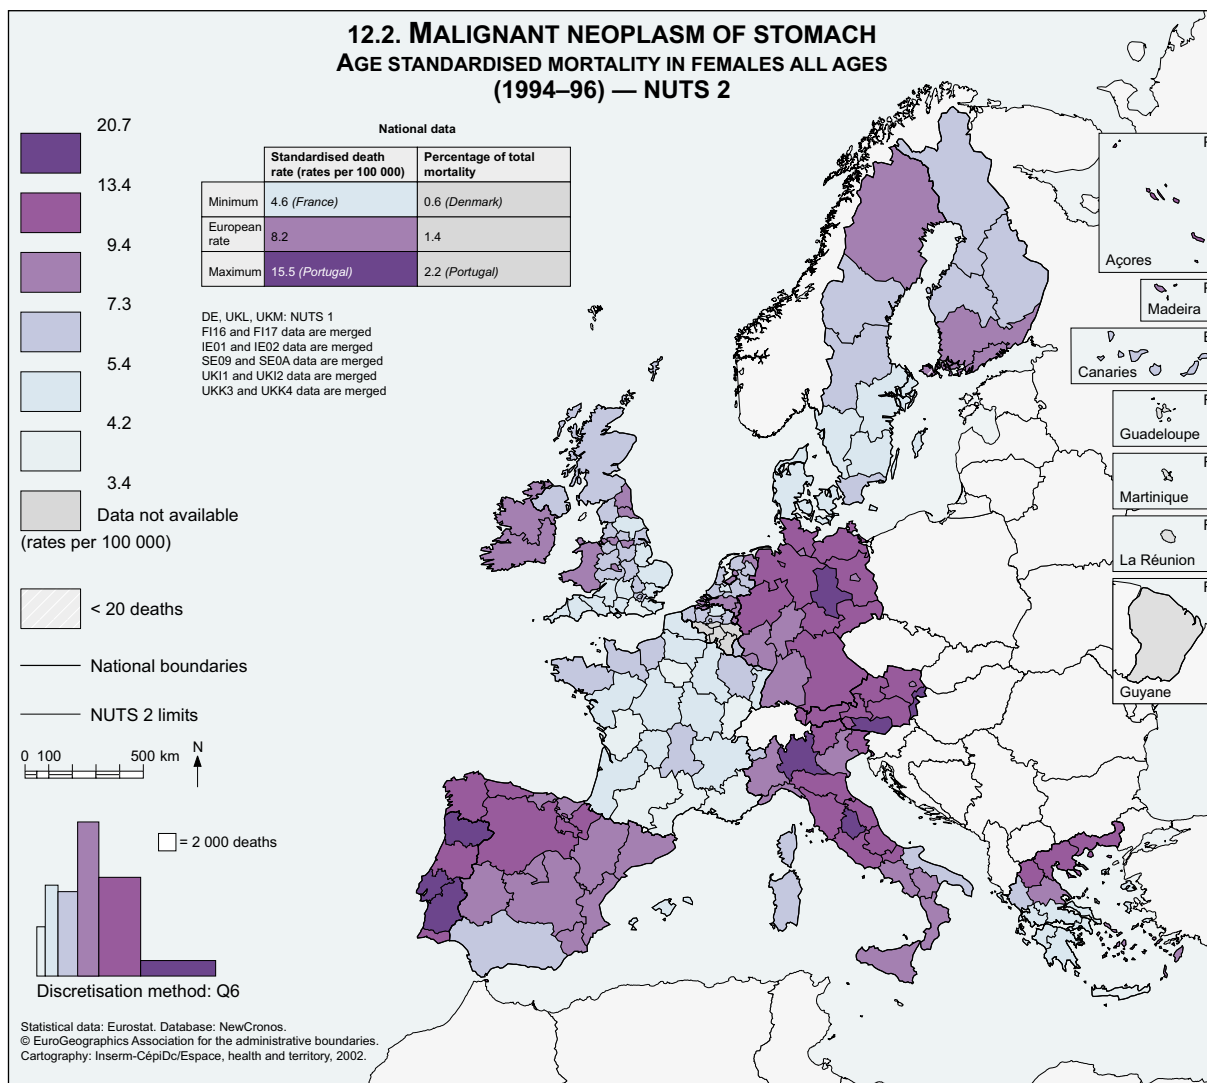 12.2. MALIGNANT NEOPLASM OF STOMACH
AGE STANDARDISED MORTALITY IN FEMALES ALL AGES
(1994–96) — NUTS 2
20.7
13.4
9.4
7.3
5.4
4.2
3.4
Data not available
(rates per 100 000)
< 20 deaths
National boundaries
NUTS 2 limits
0 100 500 km
N
= 2 000 deaths
Discretisation method: Q6
National data
Standardised death rate (rates per 100 000)
Percentage of total mortality
Minimum 4.6 (France) 0.6 (Denmark)
European rate 8.2 1.4
Maximum 15.5 (Portugal) 2.2 (Portugal)
DE, UKL, UKM: NUTS 1
FI16 and FI17 data are merged
IE01 and IE02 data are merged
SE09 and SE0A data are merged
UKI1 and UKI2 data are merged
UKK3 and UKK4 data are merged
Açores
Madeira
Canaries
Guadeloupe
Martinique
La Réunion
Guyane
Statistical data: Eurostat. Database: NewCronos.
© EuroGeographics Association for the administrative boundaries.
Cartography: Inserm-CépiDc/Espace, health and territory, 2002.